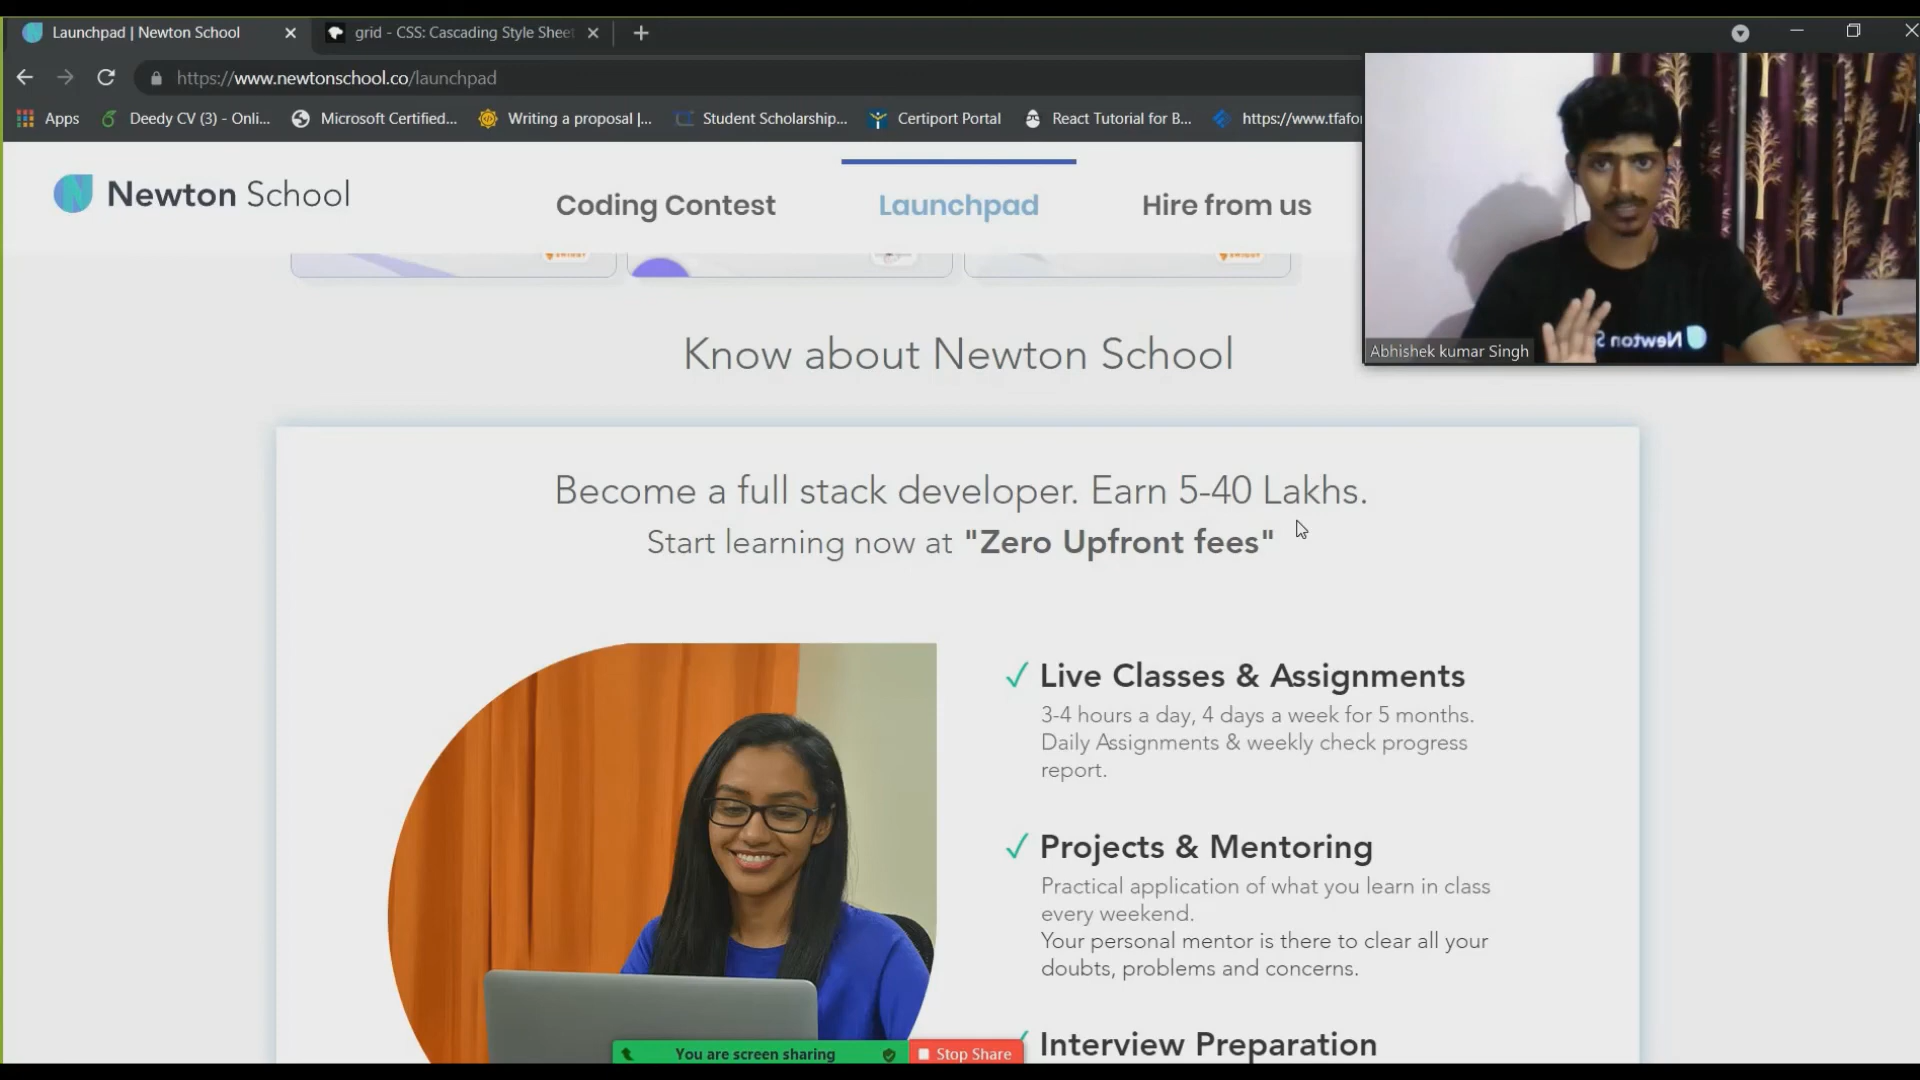 Launchpad | Newton School
grid - CSS: Cascading Style Sheet
https://www.newtonschool.co/launchpad
Apps
Deedy CV (3) - Onli...
Microsoft Certified...
Writing a proposal |...
Student Scholarship...
Certiport Portal
React Tutorial for B...
https://www.tfafor
Newton School
Coding Contest
Launchpad
Hire from us
Newton S
Abhishek kumar Singh
Know about Newton School
Become a full stack developer. Earn 5-40 Lakhs.
Start learning now at "Zero Upfront fees"
Live Classes & Assignments
3-4 hours a day, 4 days a week for 5 months.
Daily Assignments & weekly check progress
report.
Projects & Mentoring
Practical application of what you learn in class
every weekend.
Your personal mentor is there to clear all your
doubts, problems and concerns.
Interview Preparation
You are screen sharing
Stop Share